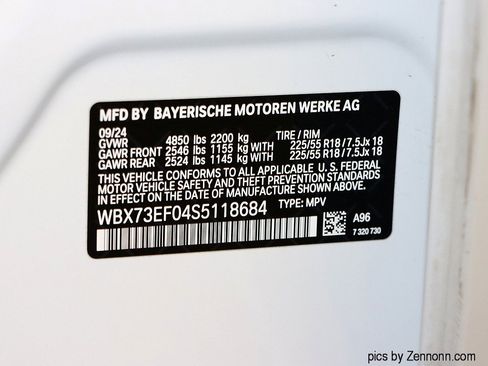 MFD BY BAYERISCHE MOTOREN WERKE AG
09/24
GVWR 4850 lbs 2200 kg TIRE / RIM
GAWR FRONT 2546 lbs 1155 kg WITH 225/55 R18 / 7.5Jx 18
GAWR REAR 2524 lbs 1145 kg WITH 225/55 R18 / 7.5Jx 18
THIS VEHICLE CONFORMS TO ALL APPLICABLE U. S. FEDERAL
MOTOR VEHICLE SAFETY STANDARDS
IN EFFECT ON THE DATE OF MANUFACTURE SHOWN ABOVE.
WBX73EF04S5118684 TYPE: MPV
A96
7 320 730
pics by Zennonn.com